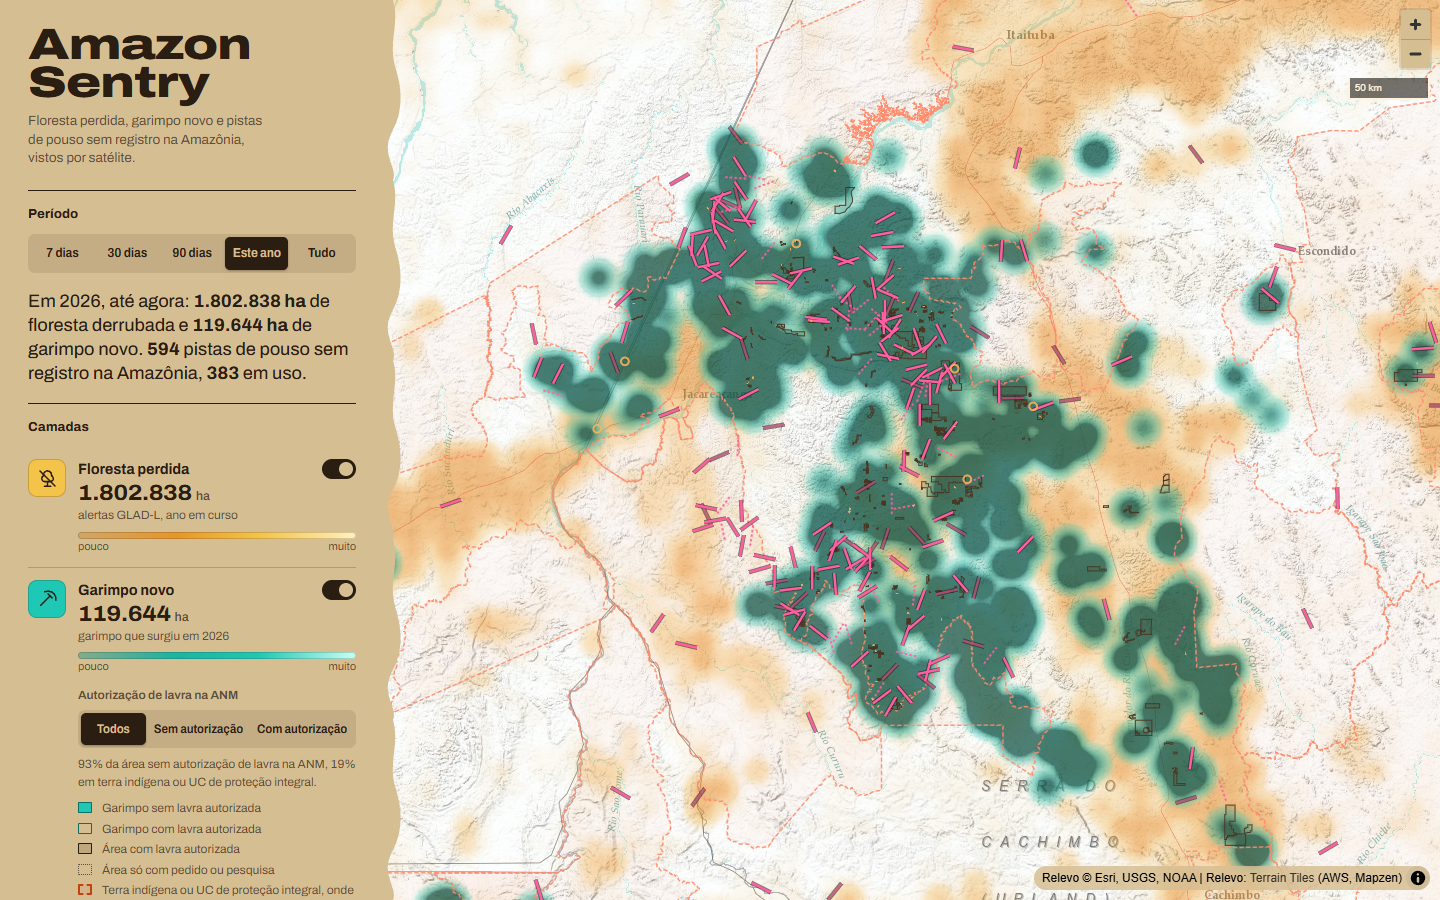 Amazon
Sentry
Floresta perdida, garimpo novo e pistas
de pouso sem registro na Amazônia,
vistos por satélite.
Período
7 dias
30 dias
90 dias
Este ano
Tudo
Em 2026, até agora: 1.802.838 ha de
floresta derrubada e 119.644 ha de
garimpo novo. 594 pistas de pouso sem
registro na Amazônia, 383 em uso.
Camadas
Floresta perdida
1.802.838 ha
alertas GLAD-L, ano em curso
pouco
muito
Garimpo novo
119.644 ha
garimpo que surgiu em 2026
pouco
muito
Autorização de lavra na ANM
Todos
Sem autorização
Com autorização
93% da área sem autorização de lavra na ANM, 19%
em terra indígena ou UC de proteção integral.
Garimpo sem lavra autorizada
Garimpo com lavra autorizada
Área com lavra autorizada
Área só com pedido ou pesquisa
Terra indígena ou UC de proteção integral, onde
Itaituba
+
−
50 km
Rio Abacaxis
Escondido
Rio Cururu
SERRA DO
CACHIMBO
Cachimbo
Relevo © Esri, USGS, NOAA | Relevo: Terrain Tiles (AWS, Mapzen)